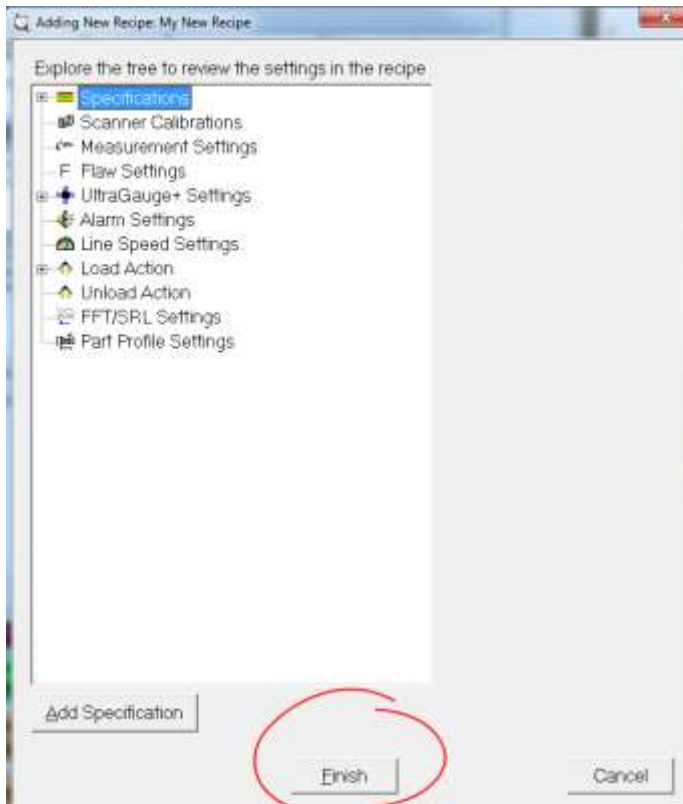 Adding New Recipe: My New Recipe
Explore the tree to review the settings in the recipe
Specifications
Scanner Calibrations
Measurement Settings
F Flaw Settings
UltraGauge+ Settings
Alarm Settings
Line Speed Settings
Load Action
Unload Action
FFT/SRL Settings
Part Profile Settings
Add Specification
Finish
Cancel